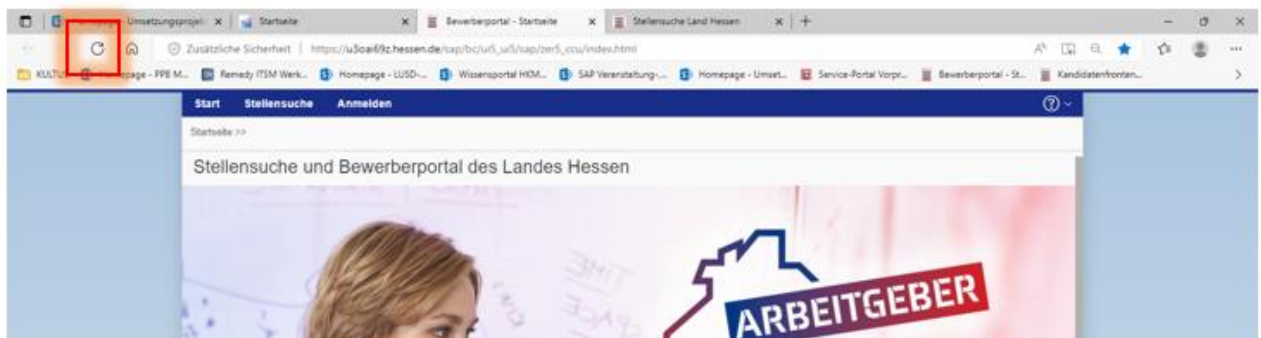 Umsetzungsproje Startseite Bewerberportal - Startseite Stellensuche Land Hessen
Zusätzliche Sicherheit https://u3oai69z.hessen.de/sap/bc/ui5_ui5/sap/zer5_ccu/index.html
KULTU Homepage - PPB M... Remedy ITSM Werk... Homepage - LUSD-... Wissensportal HKM... SAP Veranstaltung-... Homepage - Umset... Service-Portal Vorpr... Bewerberportal - St... Kandidatenfronten...
Start Stellensuche Anmelden
Startseite >>
Stellensuche und Bewerberportal des Landes Hessen
TIME
SPACE
ARBEITGEBER